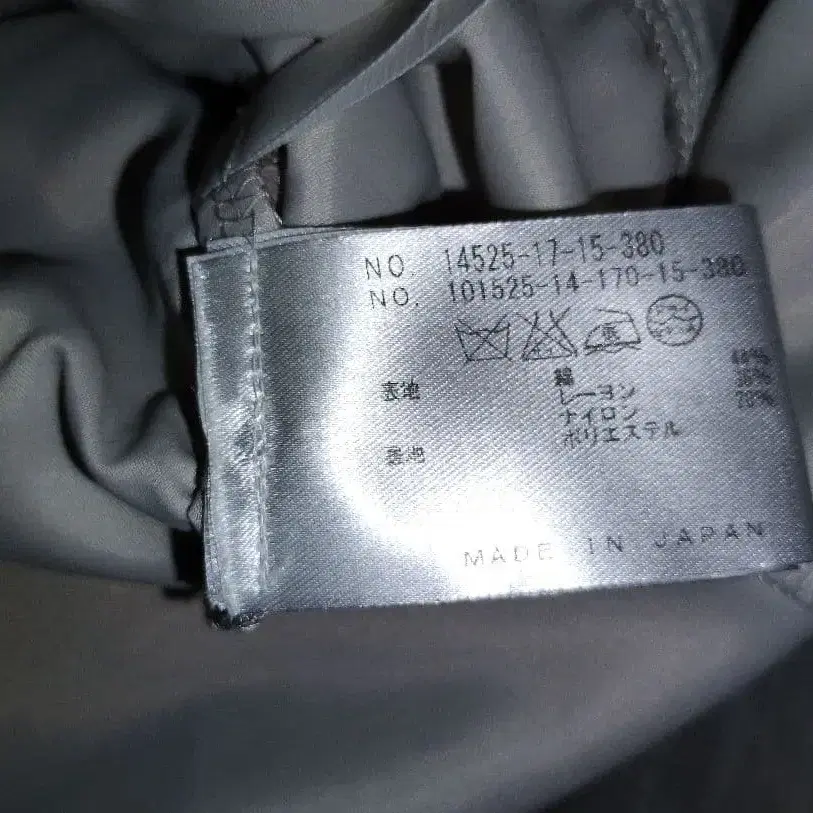 NO. 14525-17-15-380
NO. 101525-14-170-15-380
表地 綿
レーヨン
ナイロン
ポリエステル
裏地
MADE IN JAPAN